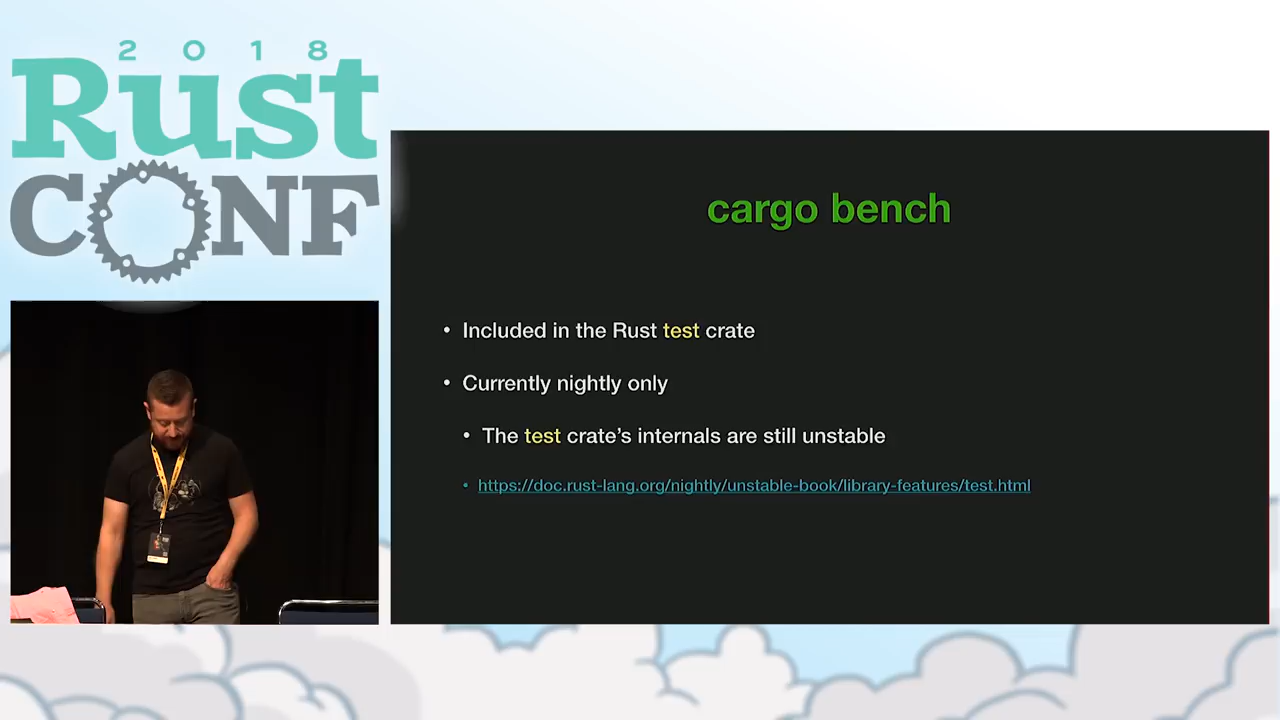 2018
Rust
CONF
cargo bench
• Included in the Rust test crate
• Currently nightly only
• The test crate's internals are still unstable
• https://doc.rust-lang.org/nightly/unstable-book/library-features/test.html